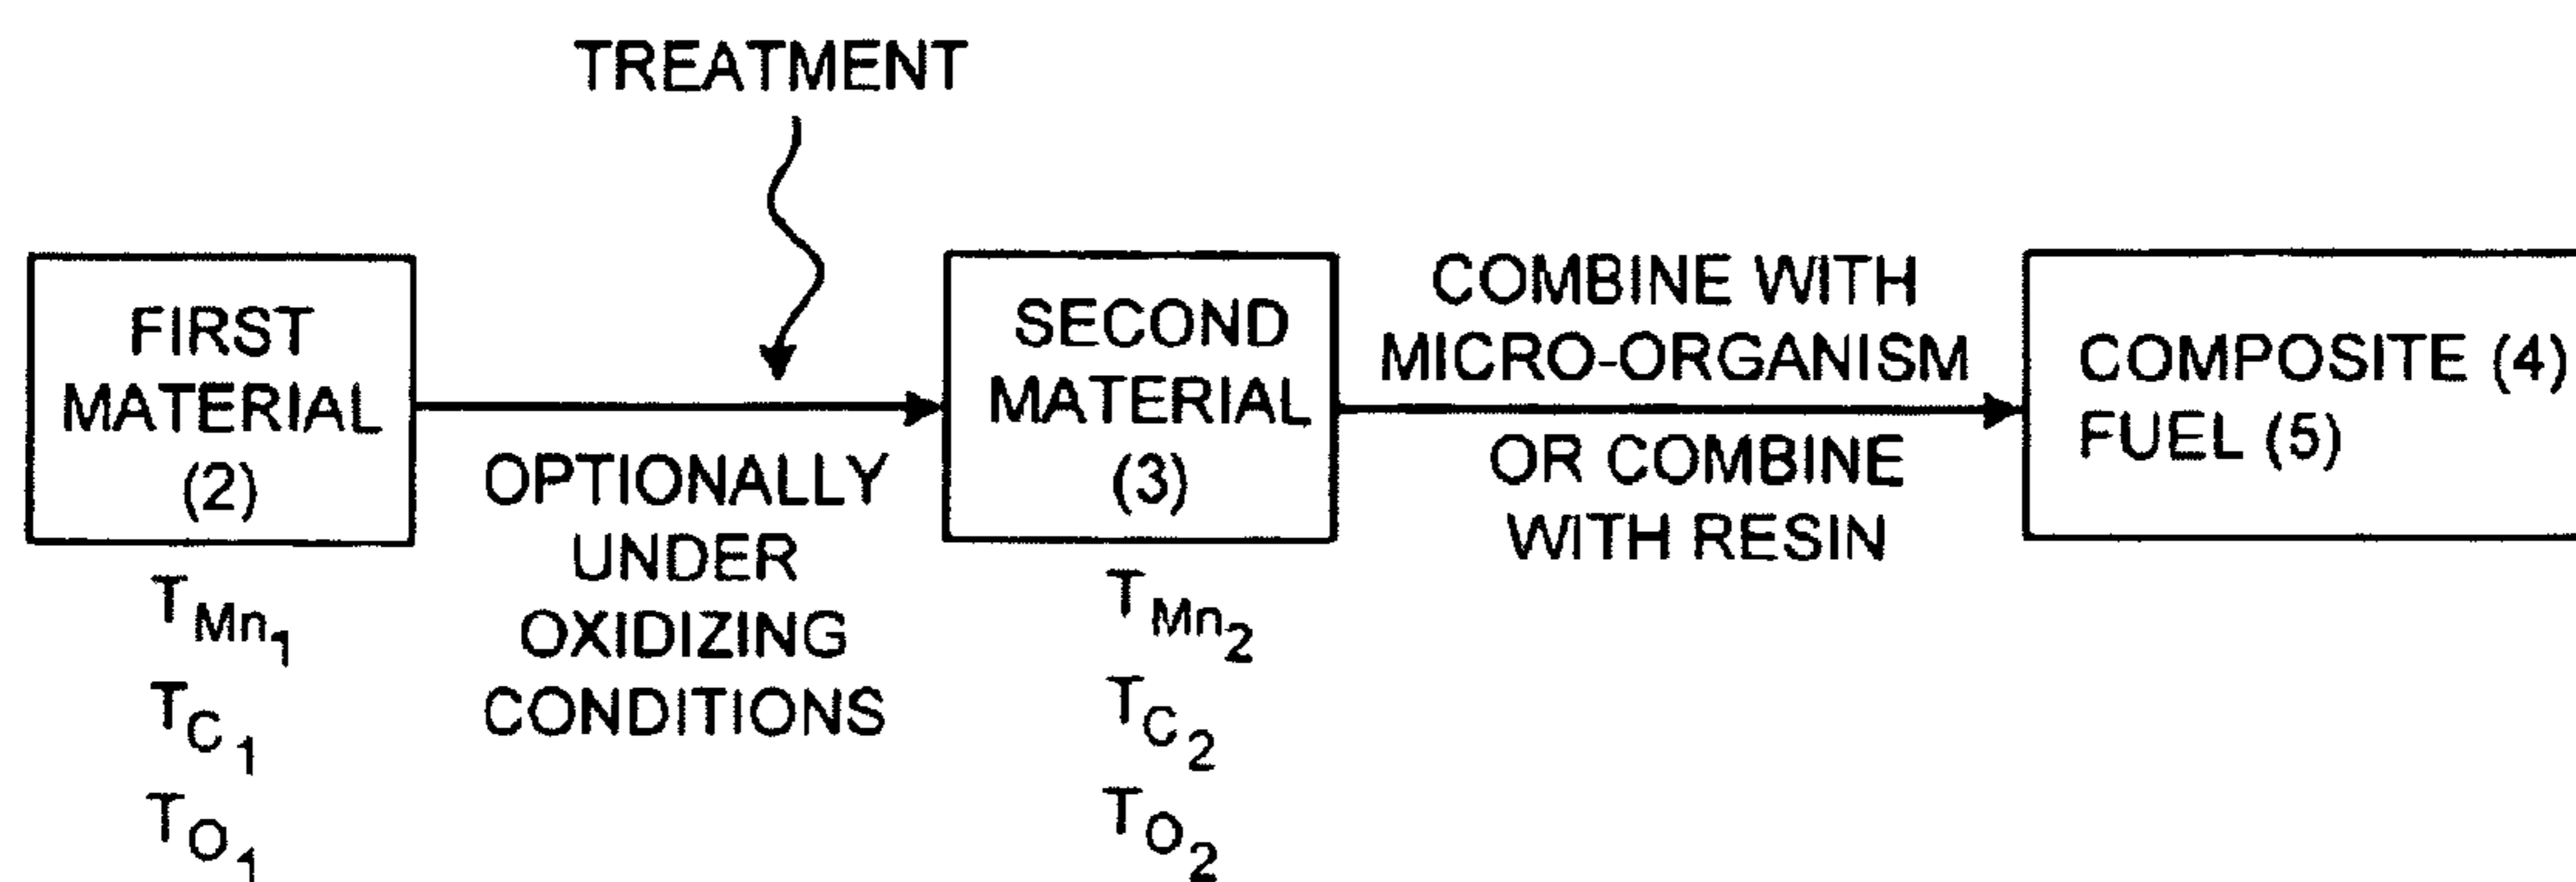 TREATMENT
FIRST
MATERIAL
(2)
OPTIONALLY
UNDER
OXIDIZING
CONDITIONS
SECOND
MATERIAL
(3)
COMBINE WITH
MICRO-ORGANISM
OR COMBINE
WITH RESIN
COMPOSITE (4)
FUEL (5)
TMn1
TC1
TO1
TMn2
TC2
TO2